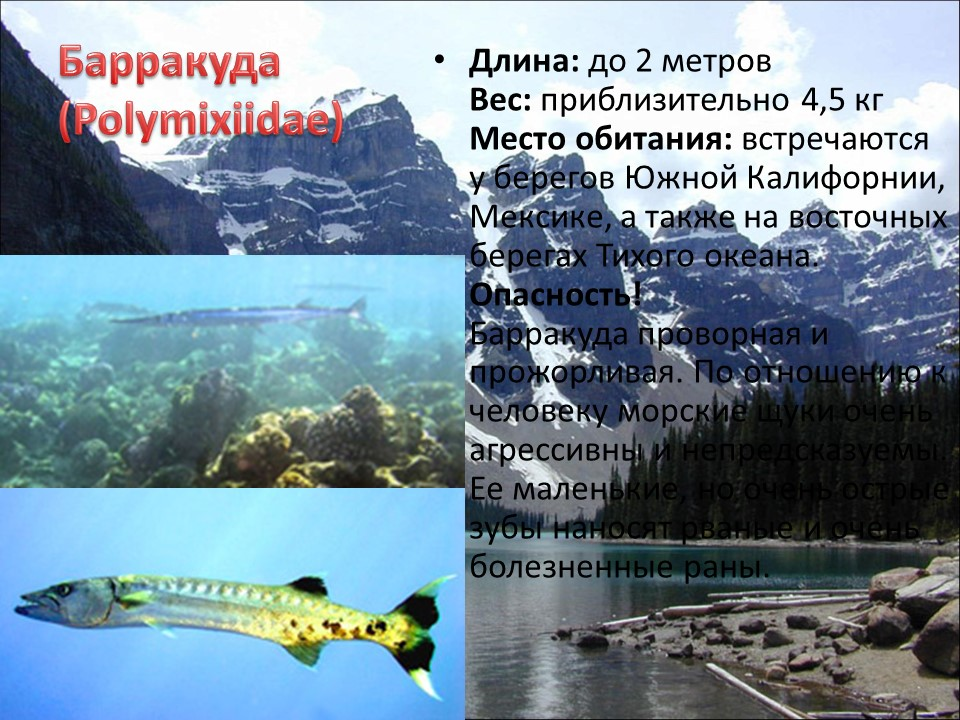 Барракуда
(Polymixiidae)
• Длина: до 2 метров
Вес: приблизительно 4,5 кг
Место обитания: встречаются
у берегов Южной Калифорнии,
Мексике, а также на восточных
берегах Тихого океана.
Опасность!
Барракуда проворная и
прожорливая. По отношению к
человеку морские щуки очень
агрессивны и непредсказуемы.
Ее маленькие, но очень острые
зубы наносят рваные и очень
болезненные раны.